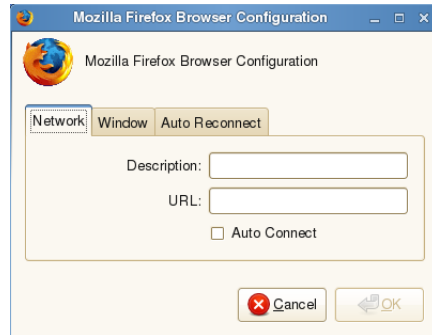 Mozilla Firefox Browser Configuration
Mozilla Firefox Browser Configuration
Network Window Auto Reconnect
Description:
URL:
Auto Connect
Cancel OK